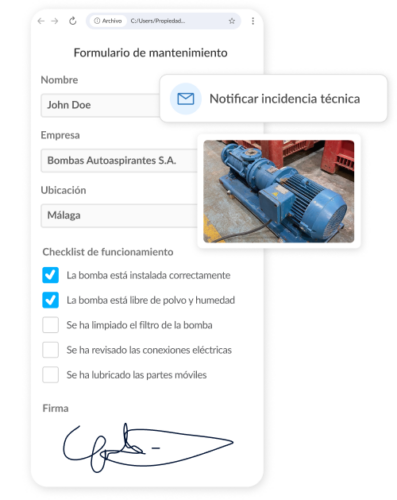 Archivo
C:/Users/Propiedad...
Formulario de mantenimiento
Nombre
John Doe
Notificar incidencia técnica
Empresa
Bombas Autoaspirantes S.A.
Ubicación
Málaga
Checklist de funcionamiento
La bomba está instalada correctamente
La bomba está libre de polvo y humedad
Se ha limpiado el filtro de la bomba
Se ha revisado las conexiones eléctricas
Se ha lubricado las partes móviles
Firma